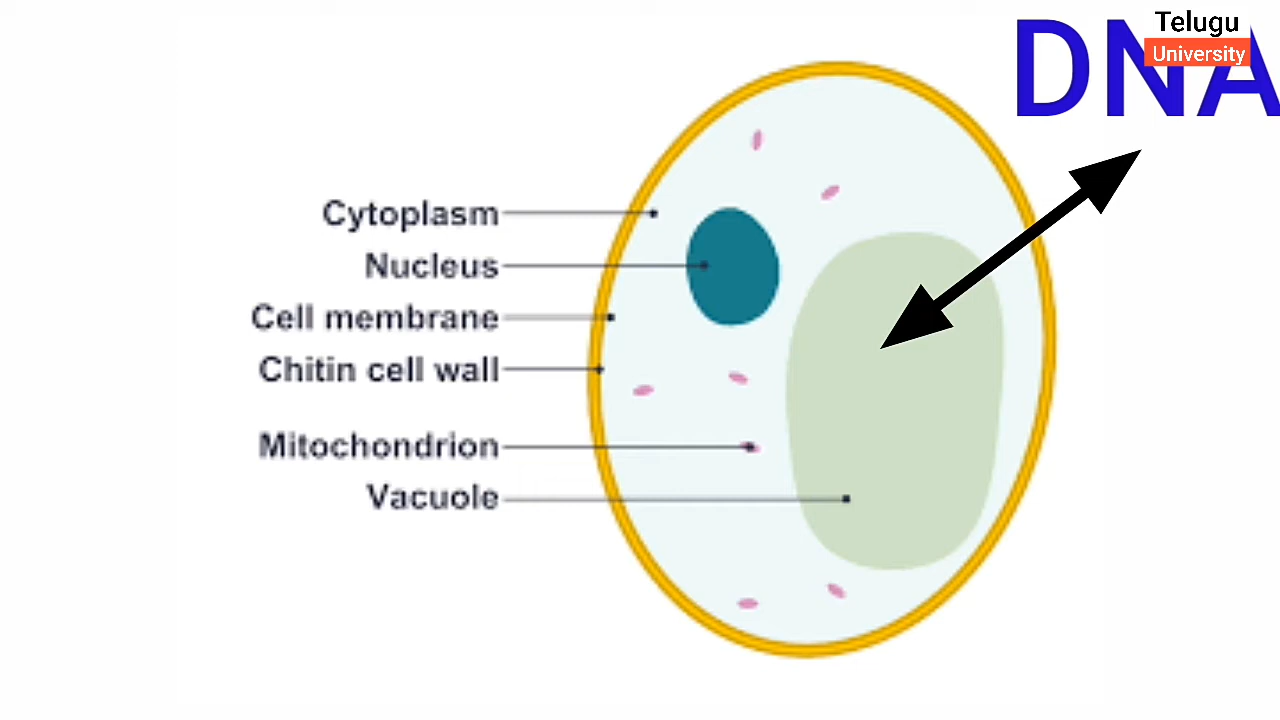 DNA
Telugu
University
Cytoplasm
Nucleus
Cell membrane
Chitin cell wall
Mitochondrion
Vacuole